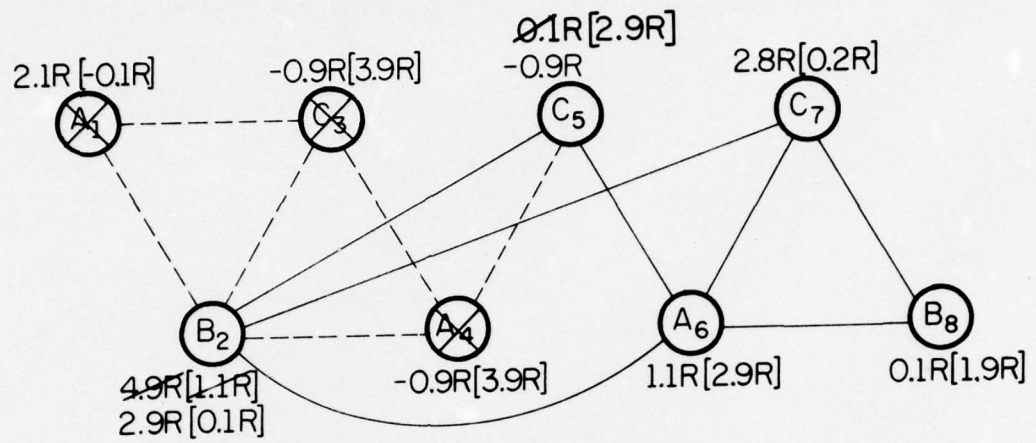 0.1R[2.9R]
2.1R[-0.1R]
-0.9R[3.9R]
-0.9R
2.8R[0.2R]
A1
C3
C5
C7
B2
A4
A6
B8
4.9R[1.1R]
2.9R[0.1R]
-0.9R[3.9R]
1.1R[2.9R]
0.1R[1.9R]